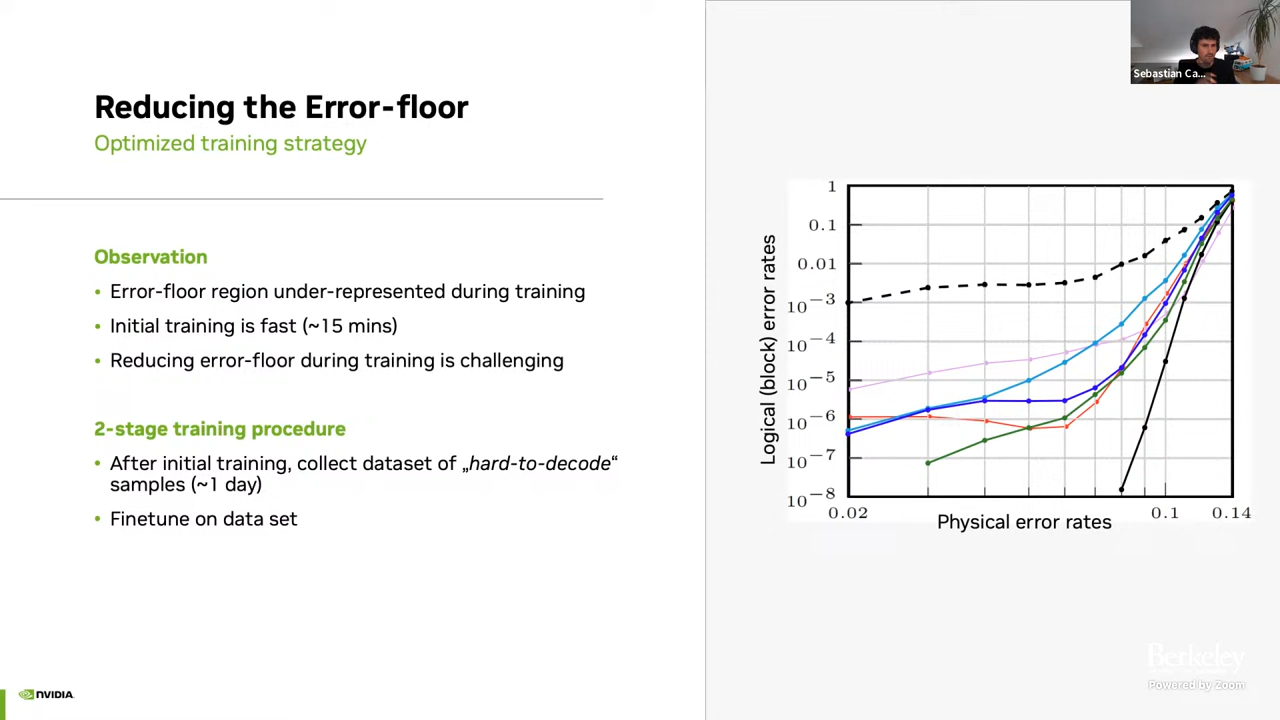 Sebastian Ca...
Reducing the Error-floor
Optimized training strategy
Observation
• Error-floor region under-represented during training
• Initial training is fast (~15 mins)
• Reducing error-floor during training is challenging
2-stage training procedure
• After initial training, collect dataset of „hard-to-decode“
samples (~1 day)
• Finetune on data set
Logical (block) error rates
1
0.1
0.01
10−3
10−4
10−5
10−6
10−7
10−8
0.02
0.1
0.14
Physical error rates
NVIDIA
Berkeley
Powered by Zoom